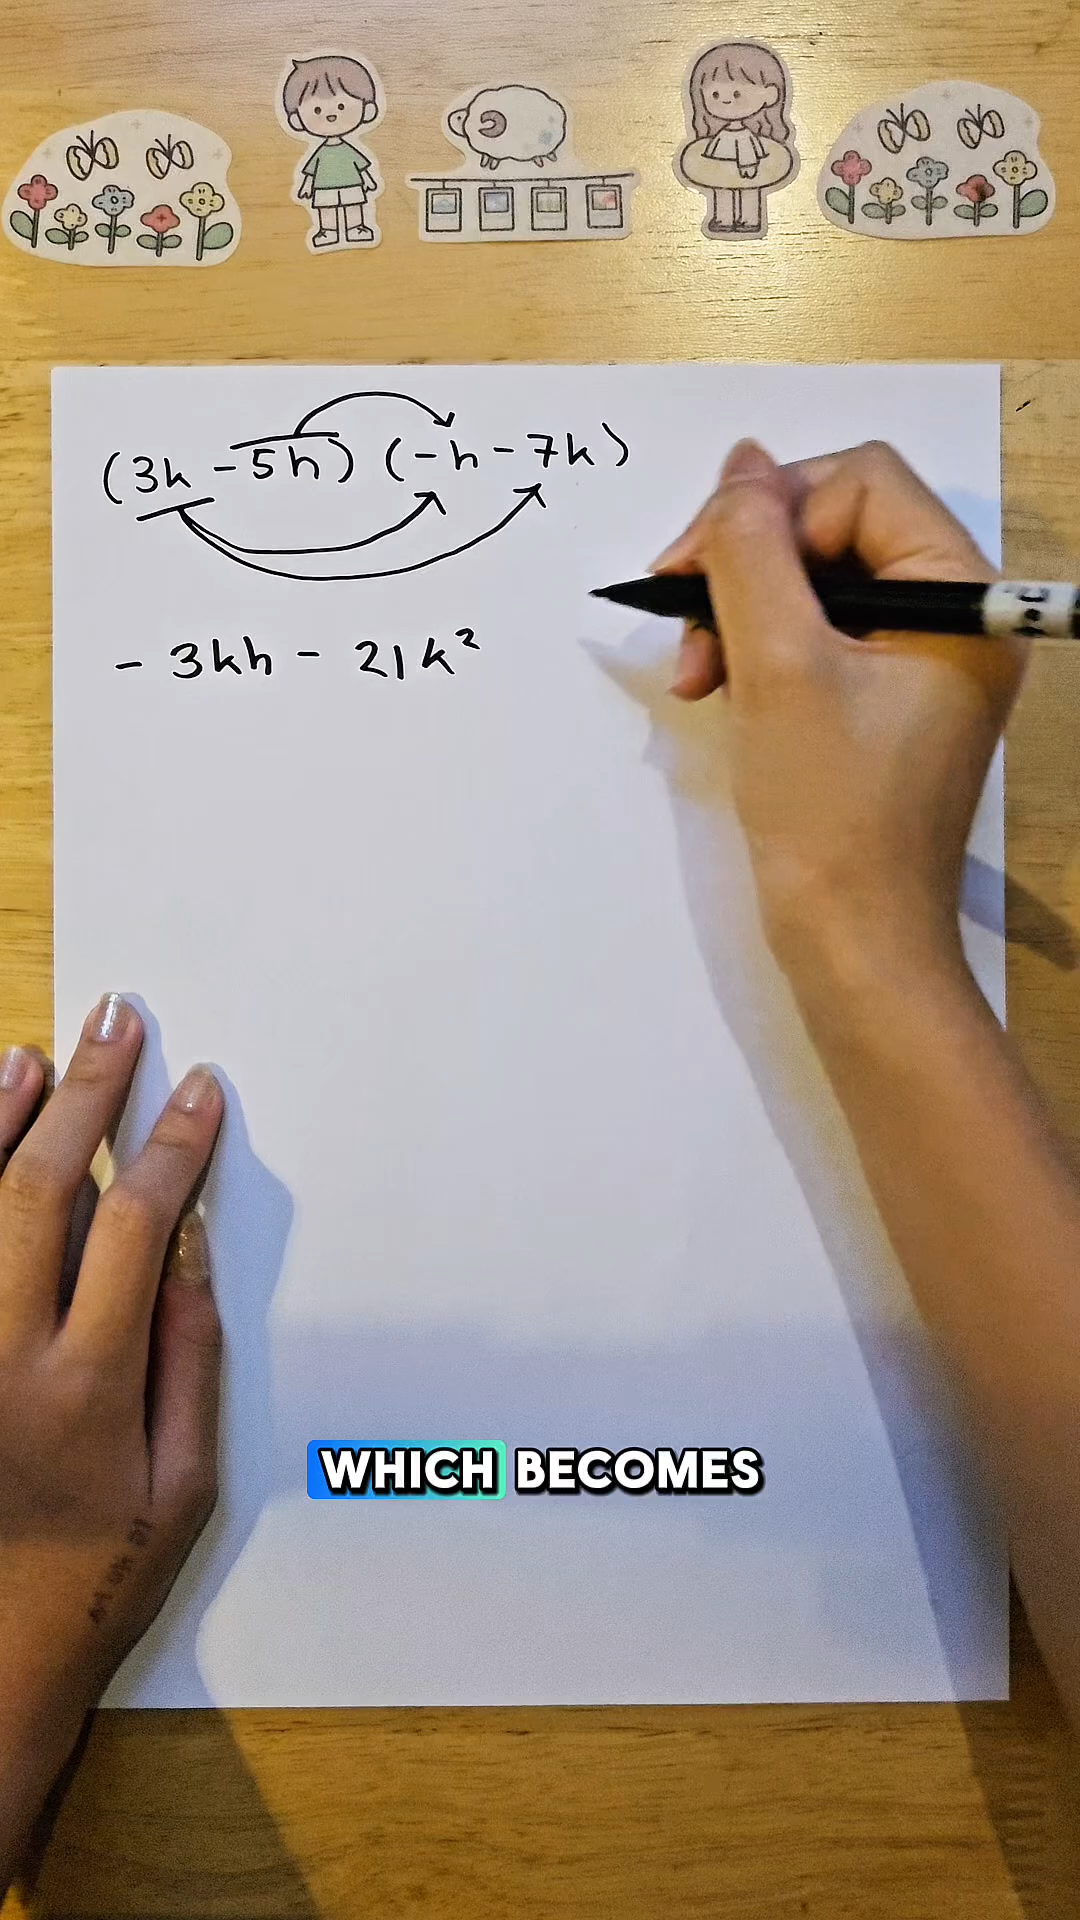 (3k - 5h) (-h - 7k)
- 3kh - 21k²
WHICH BECOMES